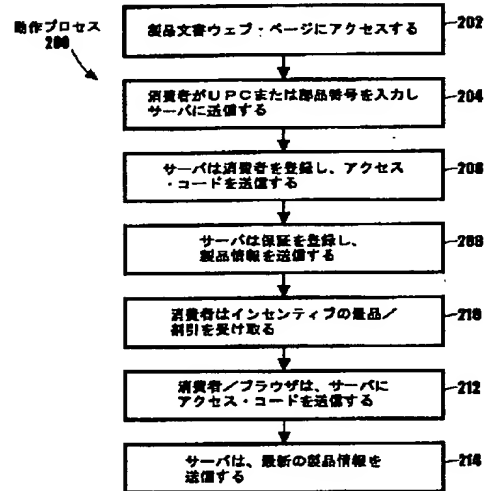 動作プロセス
200
製品文書ウェブ・ページにアクセスする
202
消費者がUPCまたは部品番号を入力し
サーバに送信する
204
サーバは消費者を登録し、アクセス
・コードを送信する
206
サーバは保証を登録し、
製品情報を送信する
208
消費者はインセンティブの景品／
割引を受け取る
210
消費者／ブラウザは、サーバに
アクセス・コードを送信する
212
サーバは、最新の製品情報を
送信する
214